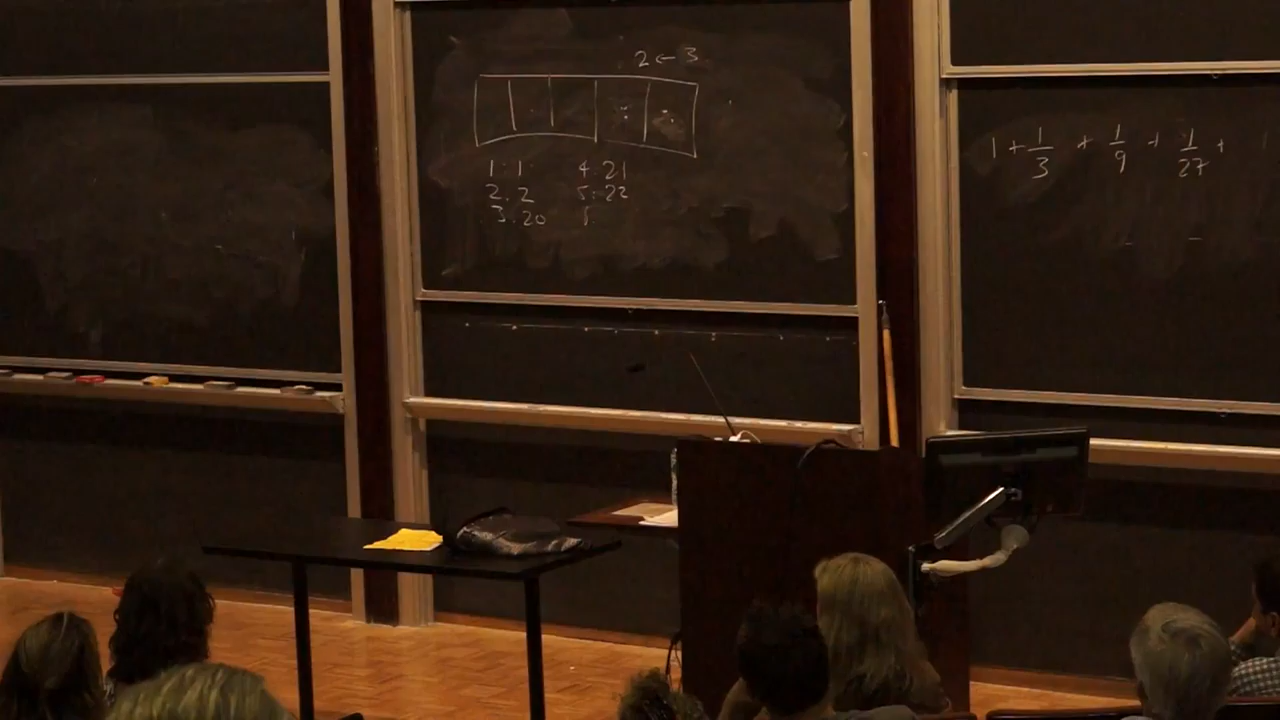 2 ← 3
1 : 1 4 : 21
2 . 2 5 : 22
3 . 20
1 + 1/3 + 1/9 + 1/27 +